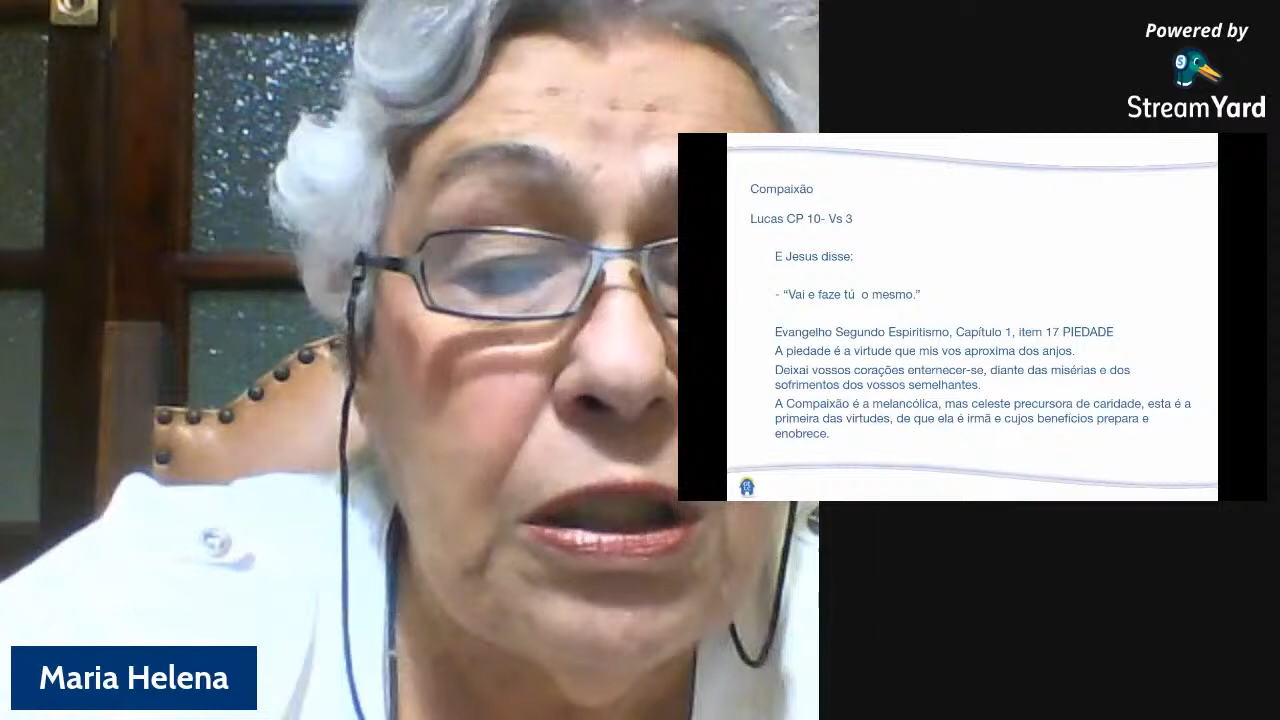 Powered by
StreamYard
Compaixão
Lucas CP 10- Vs 3
E Jesus disse:
- “Vai e faze tú  o mesmo.”
Evangelho Segundo Espiritismo, Capítulo 1, item 17 PIEDADE
A piedade é a virtude que mis vos aproxima dos anjos.
Deixai vossos corações enternecer-se, diante das misérias e dos
sofrimentos dos vossos semelhantes.
A Compaixão é a melancólica, mas celeste precursora de caridade, esta é a
primeira das virtudes, de que ela é irmã e cujos benefícios prepara e
enobrece.
Maria Helena